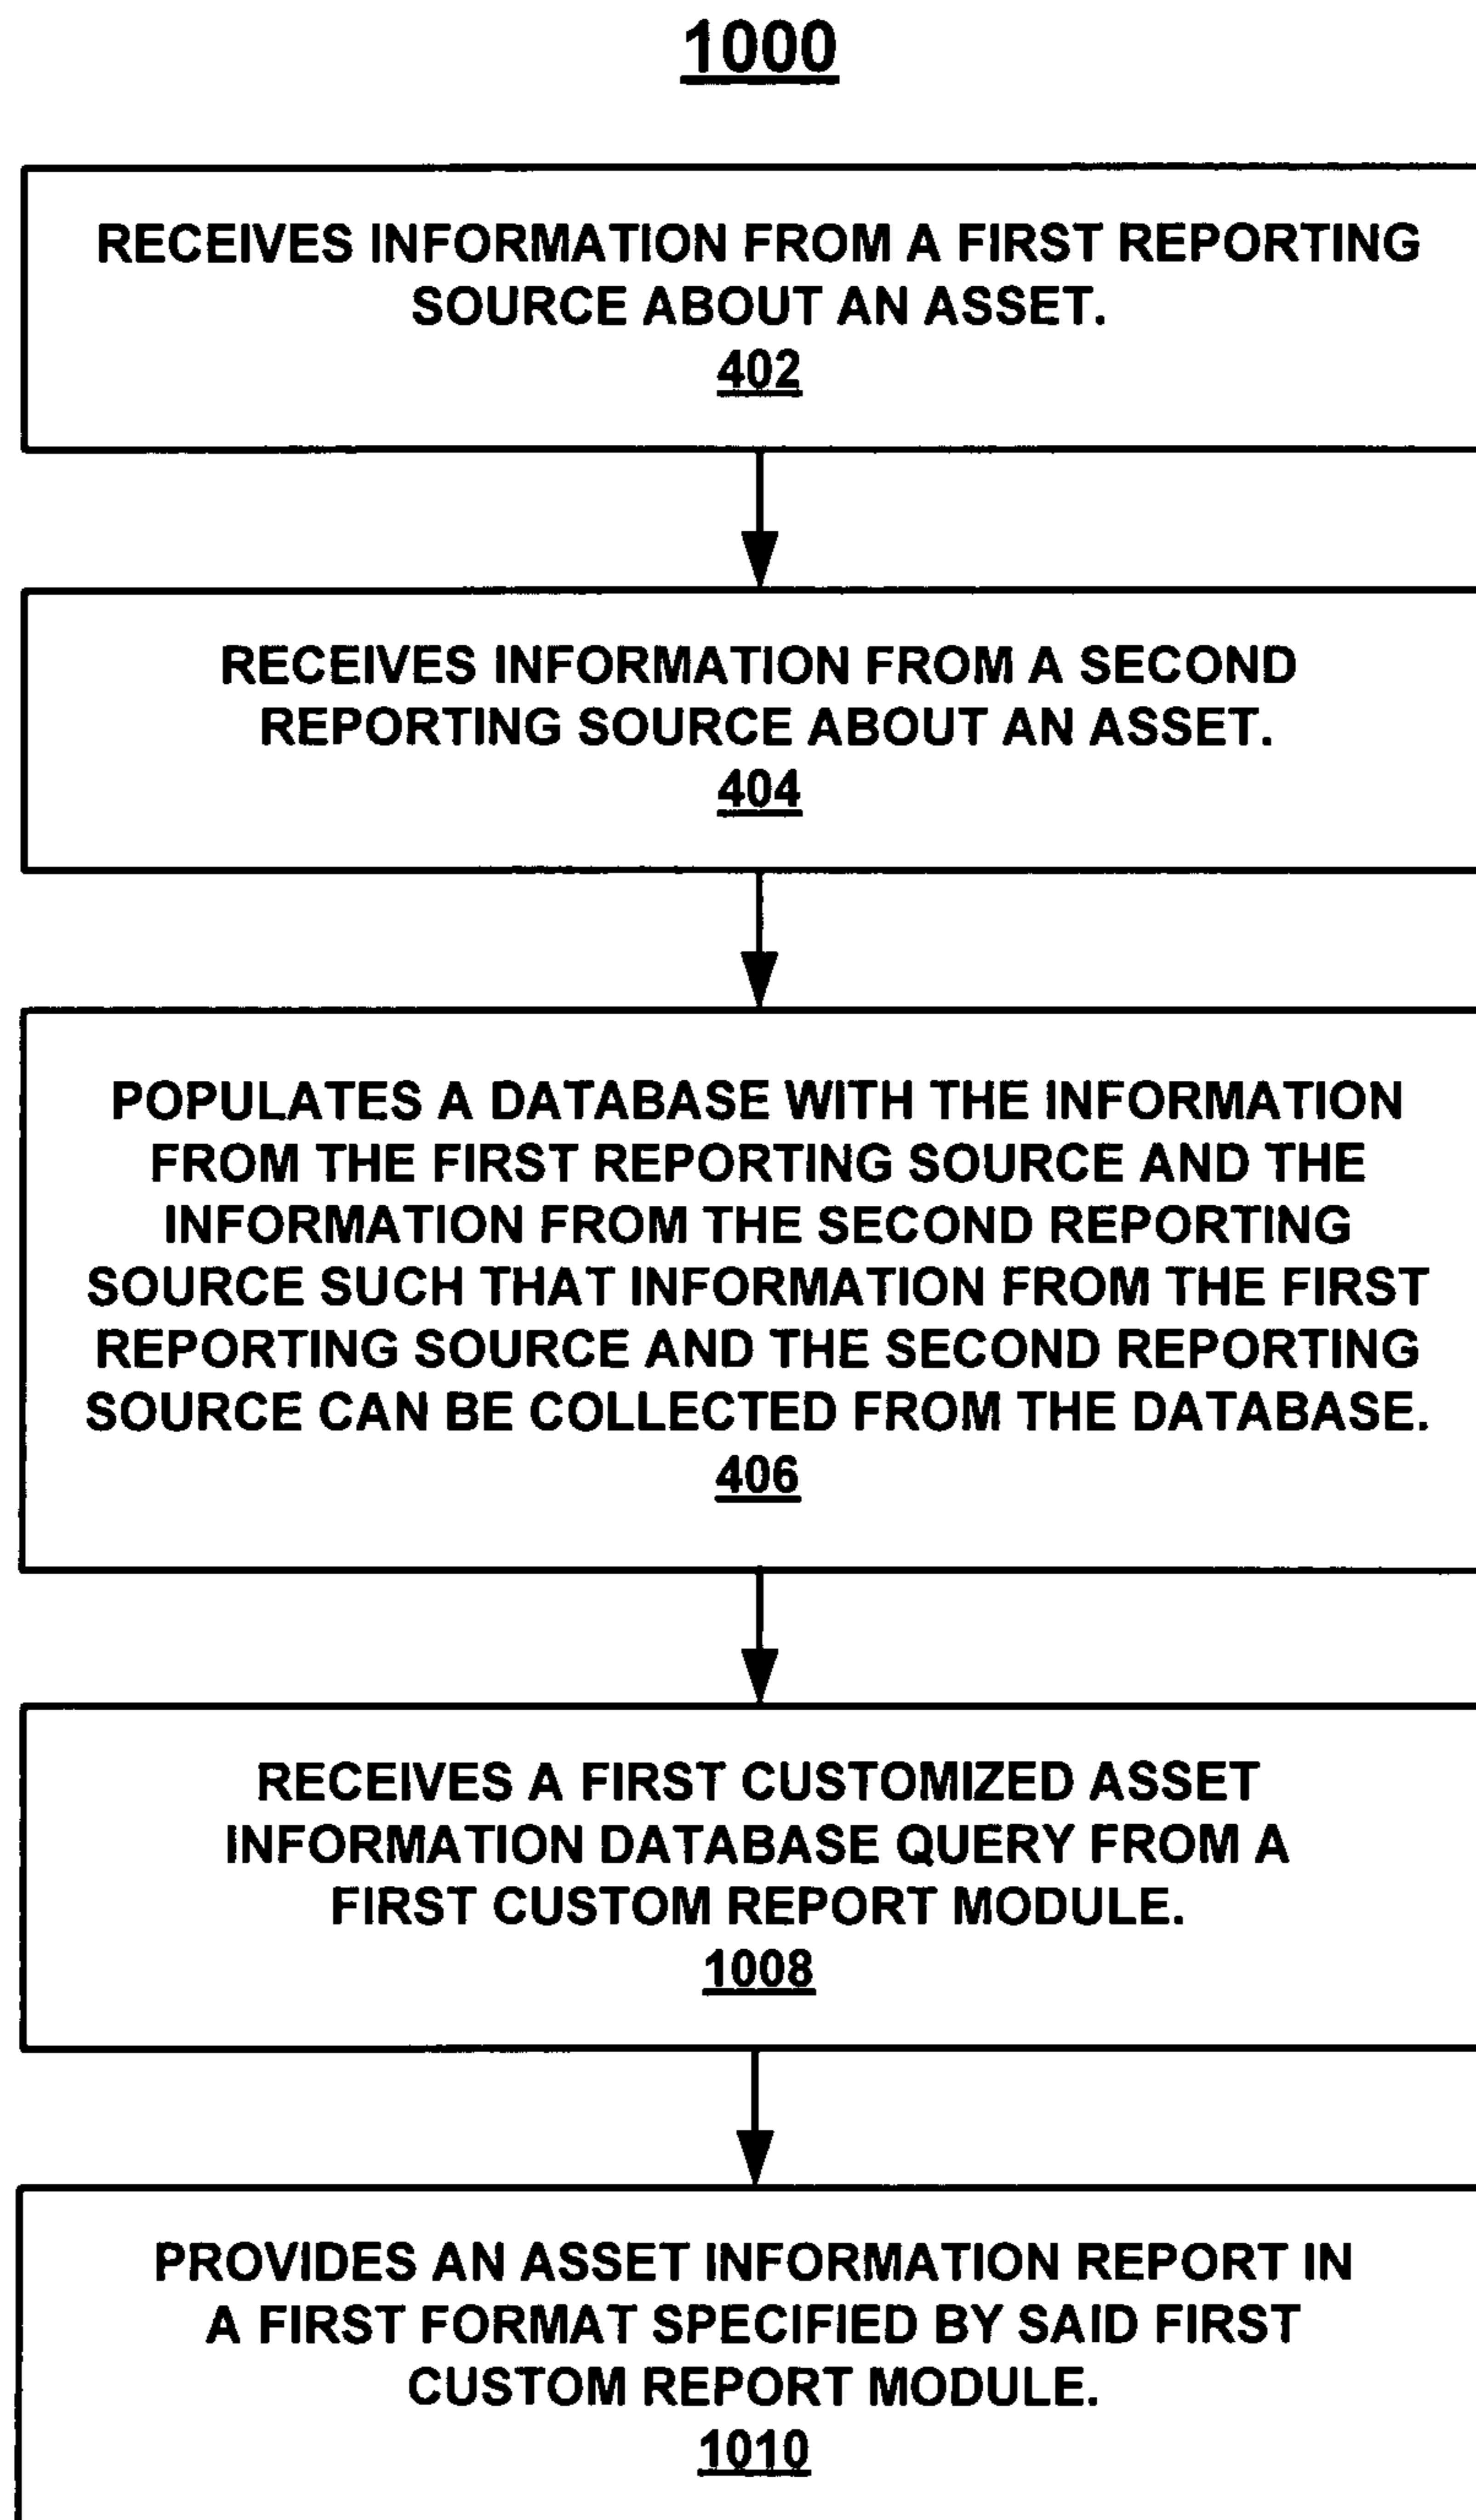 1000
RECEIVES INFORMATION FROM A FIRST REPORTING
SOURCE ABOUT AN ASSET.
402
RECEIVES INFORMATION FROM A SECOND
REPORTING SOURCE ABOUT AN ASSET.
404
POPULATES A DATABASE WITH THE INFORMATION
FROM THE FIRST REPORTING SOURCE AND THE
INFORMATION FROM THE SECOND REPORTING
SOURCE SUCH THAT INFORMATION FROM THE FIRST
REPORTING SOURCE AND THE SECOND REPORTING
SOURCE CAN BE COLLECTED FROM THE DATABASE.
406
RECEIVES A FIRST CUSTOMIZED ASSET
INFORMATION DATABASE QUERY FROM A
FIRST CUSTOM REPORT MODULE.
1008
PROVIDES AN ASSET INFORMATION REPORT IN
A FIRST FORMAT SPECIFIED BY SAID FIRST
CUSTOM REPORT MODULE.
1010